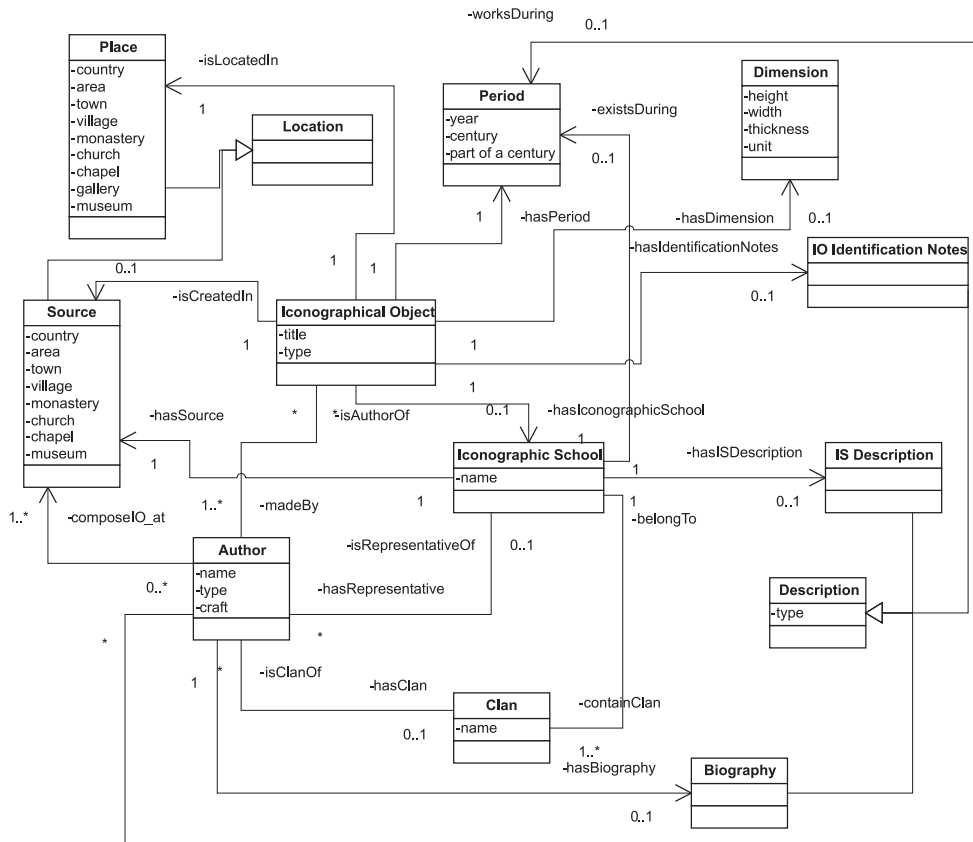 -worksDuring
0..1
Place
-country
-area
-town
-village
-monastery
-church
-chapel
-gallery
-museum
-isLocatedIn
1
Location
Period
-year
-century
-part of a century
-existsDuring
0..1
Dimension
-height
-width
-thickness
-unit
1
-hasPeriod
-hasDimension
0..1
-hasIdentificationNotes
IO Identification Notes
0..1
1
1
0..1
-isCreatedIn
Source
-country
-area
-town
-village
-monastery
-church
-chapel
-museum
Iconographical Object
-title
-type
1
1
1
-hasSource
*
*
-isAuthorOf
0..1
-hasIconographicSchool
1
1
Iconographic School
-name
1
-hasISDescription
0..1
IS Description
1..*
-composeIO_at
1..*
-madeBy
1
1
-belongTo
-isRepresentativeOf
0..1
Author
-name
-type
-craft
0..*
-hasRepresentative
*
*
Description
-type
1
*
-isClanOf
-hasClan
0..1
Clan
-name
-containClan
1..*
-hasBiography
0..1
Biography